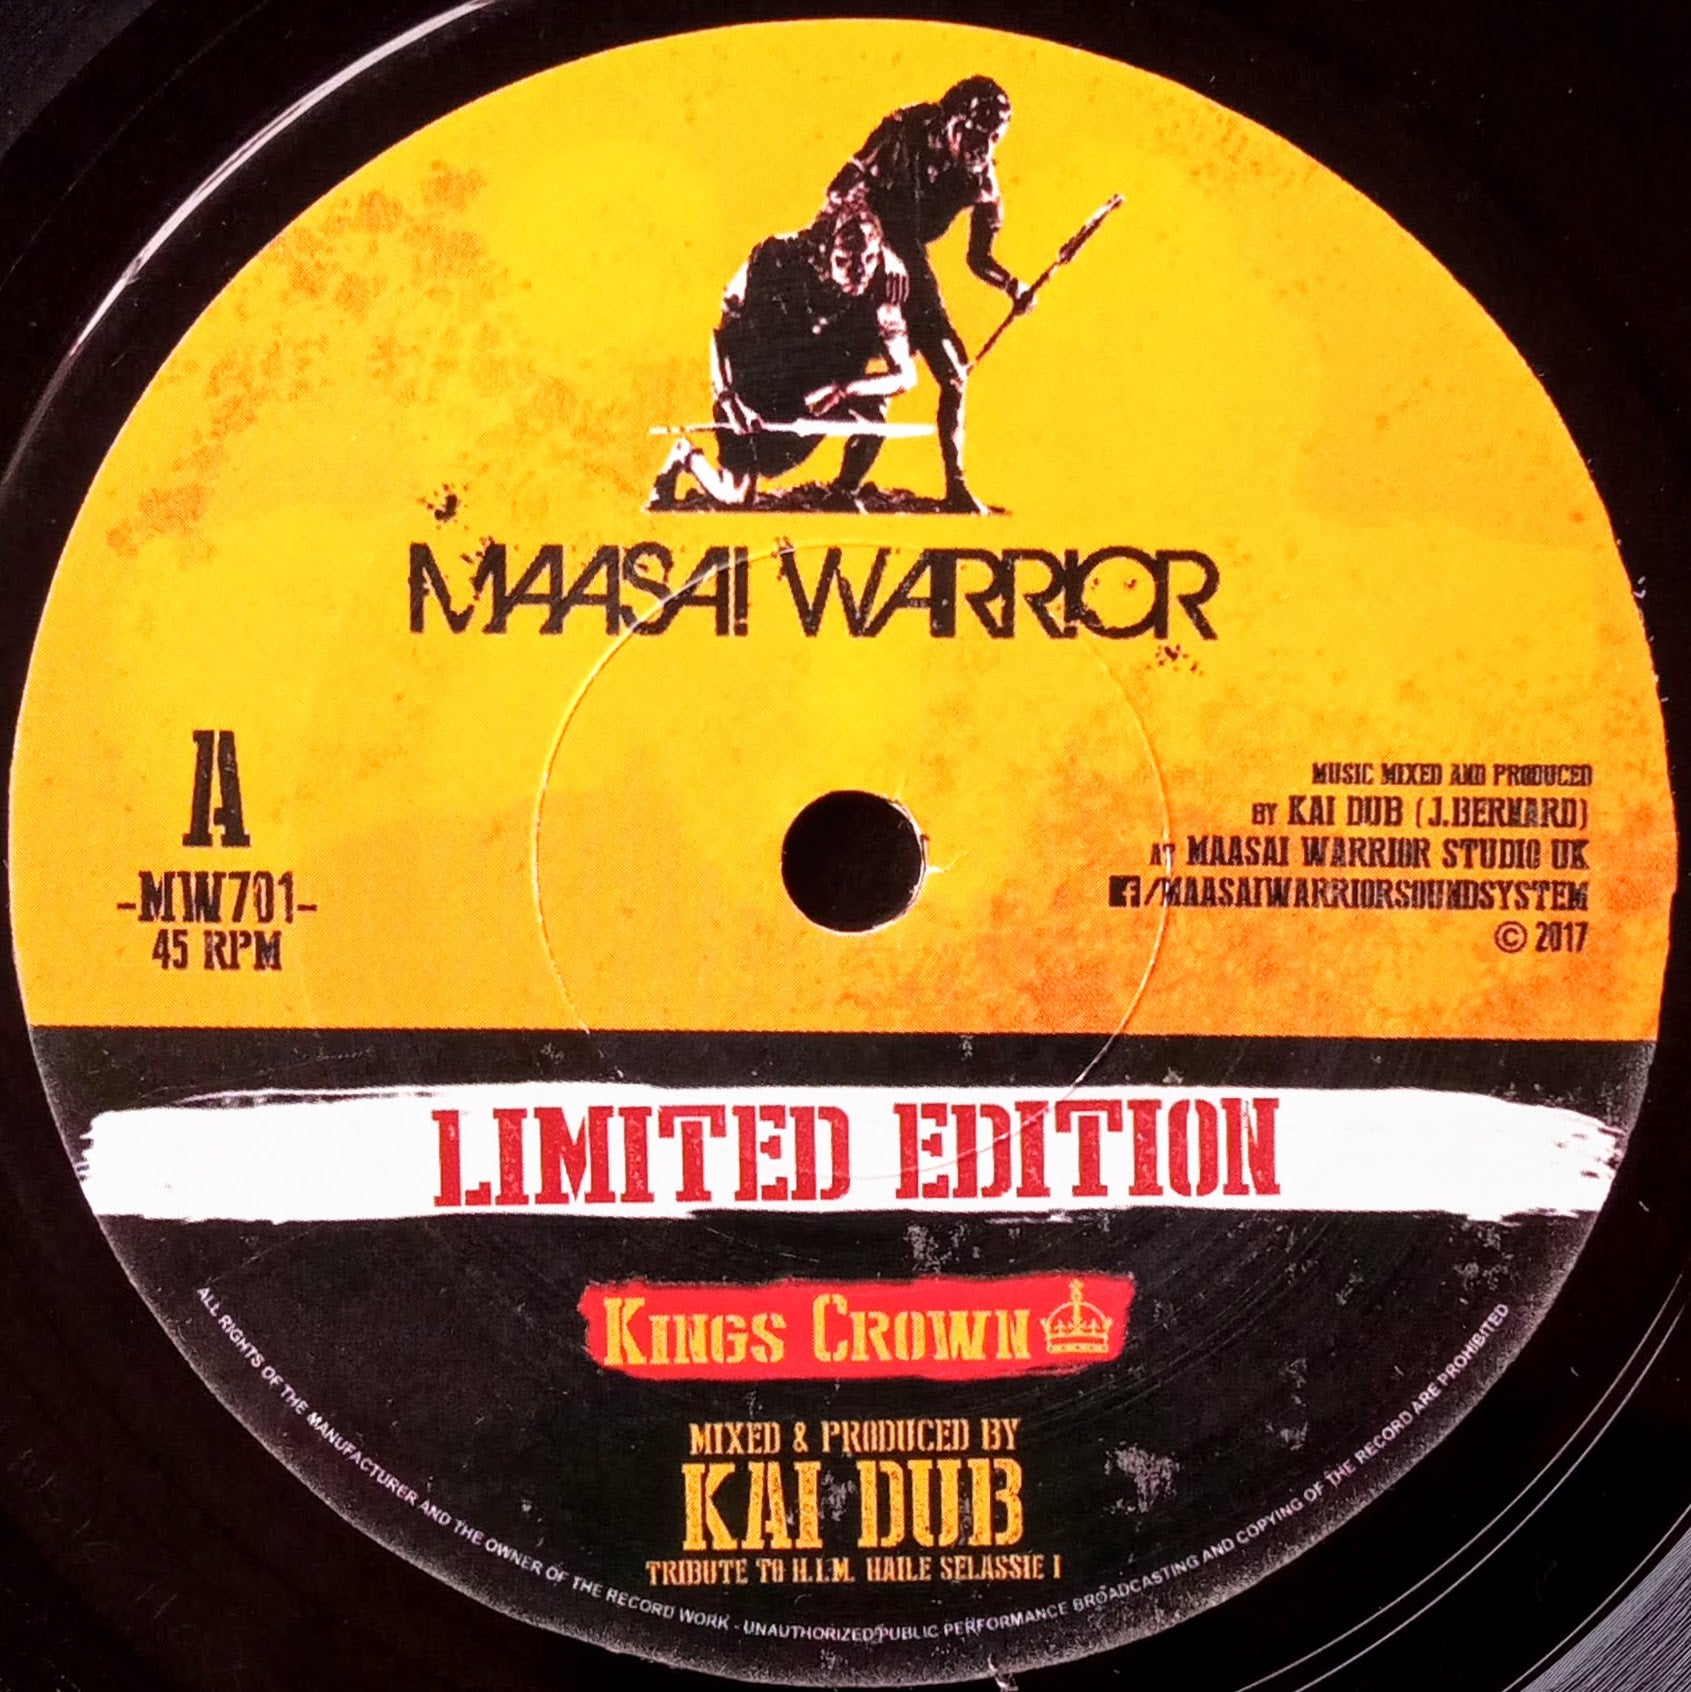 MAASAI WARRIOR
A
-MW701-
45 RPM
MUSIC MIXED AND PRODUCED
BY KAI DUB (J.BERNARD)
AT MAASAI WARRIOR STUDIO UK
f/MAASAIWARRIORSOUNDSYSTEM
© 2017
LIMITED EDITION
KINGS CROWN
MIXED & PRODUCED BY
KAI DUB
TRIBUTE TO H.I.M. HAILE SELASSIE I
ALL RIGHTS OF THE MANUFACTURER AND THE OWNER OF THE RECORD WORK - UNAUTHORIZED PUBLIC PERFORMANCE BROADCASTING AND COPYING OF THE RECORD ARE PROHIBITED